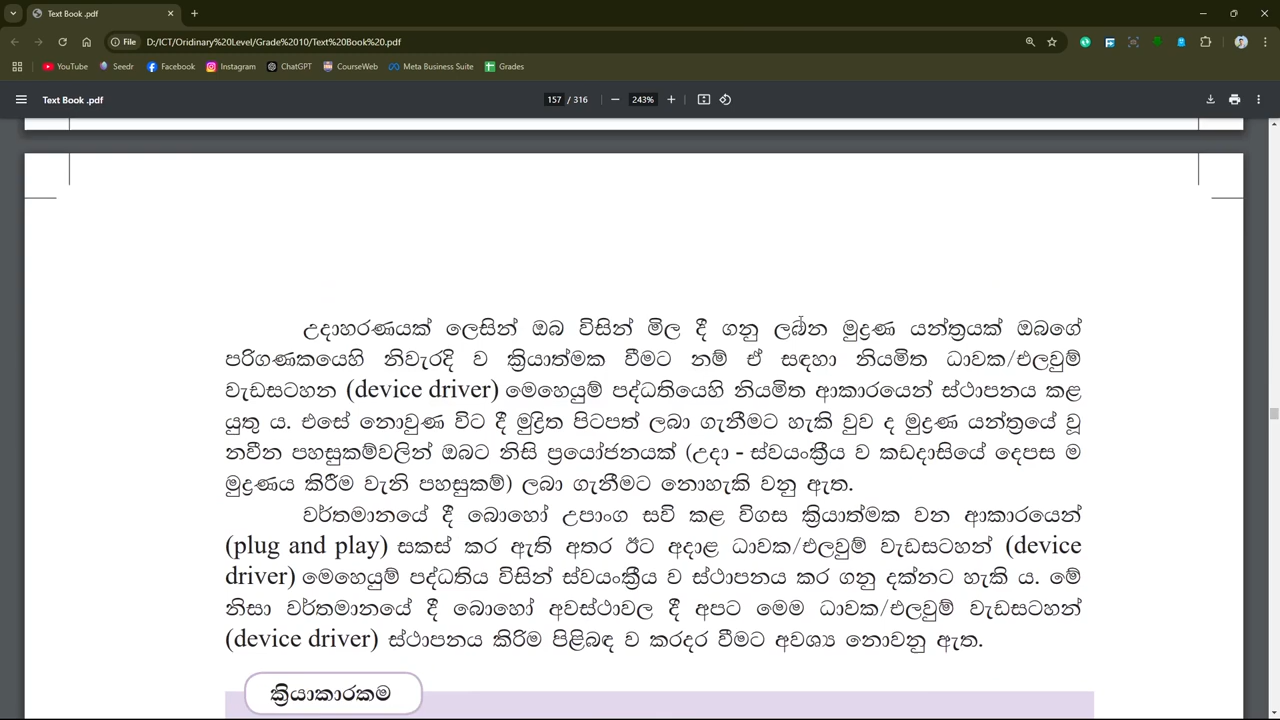 Text Book .pdf
File
D:/ICT/Oridinary%20Level/Grade%2010/Text%20Book%20.pdf
YouTube Seedr Facebook Instagram ChatGPT CourseWeb Meta Business Suite Grades
Text Book .pdf
157 / 316
243%
උදාහරණයක් ලෙසින් ඔබ විසින් මිල දී ගනු ලබන මුද්‍රණ යන්ත්‍රයක් ඔබගේ
පරිගණකයෙහි නිවැරදි ව ක්‍රියාත්මක වීමට නම් ඒ සඳහා නියමිත ධාවක/එලවුම්
වැඩසටහන (device driver) මෙහෙයුම් පද්ධතියෙහි නියමිත ආකාරයෙන් ස්ථාපනය කළ
යුතු ය. එසේ නොවුණ විට දී මුද්‍රිත පිටපත් ලබා ගැනීමට හැකි වුව ද මුද්‍රණ යන්ත්‍රයේ වූ
නවීන පහසුකම්වලින් ඔබට නිසි ප්‍රයෝජනයක් (උදා - ස්වයංක්‍රීය ව කඩදාසියේ දෙපස ම
මුද්‍රණය කිරීම වැනි පහසුකම්) ලබා ගැනීමට නොහැකි වනු ඇත.
වර්තමානයේ දී බොහෝ උපාංග සවි කළ විගස ක්‍රියාත්මක වන ආකාරයෙන්
(plug and play) සකස් කර ඇති අතර ඊට අදාළ ධාවක/එලවුම් වැඩසටහන් (device
driver) මෙහෙයුම් පද්ධතිය විසින් ස්වයංක්‍රීය ව ස්ථාපනය කර ගනු දක්නට හැකි ය. මේ
නිසා වර්තමානයේ දී බොහෝ අවස්ථාවල දී අපට මෙම ධාවක/එලවුම් වැඩසටහන්
(device driver) ස්ථාපනය කිරිම පිළිබඳ ව කරදර වීමට අවශ්‍ය නොවනු ඇත.
ක්‍රියාකාරකම